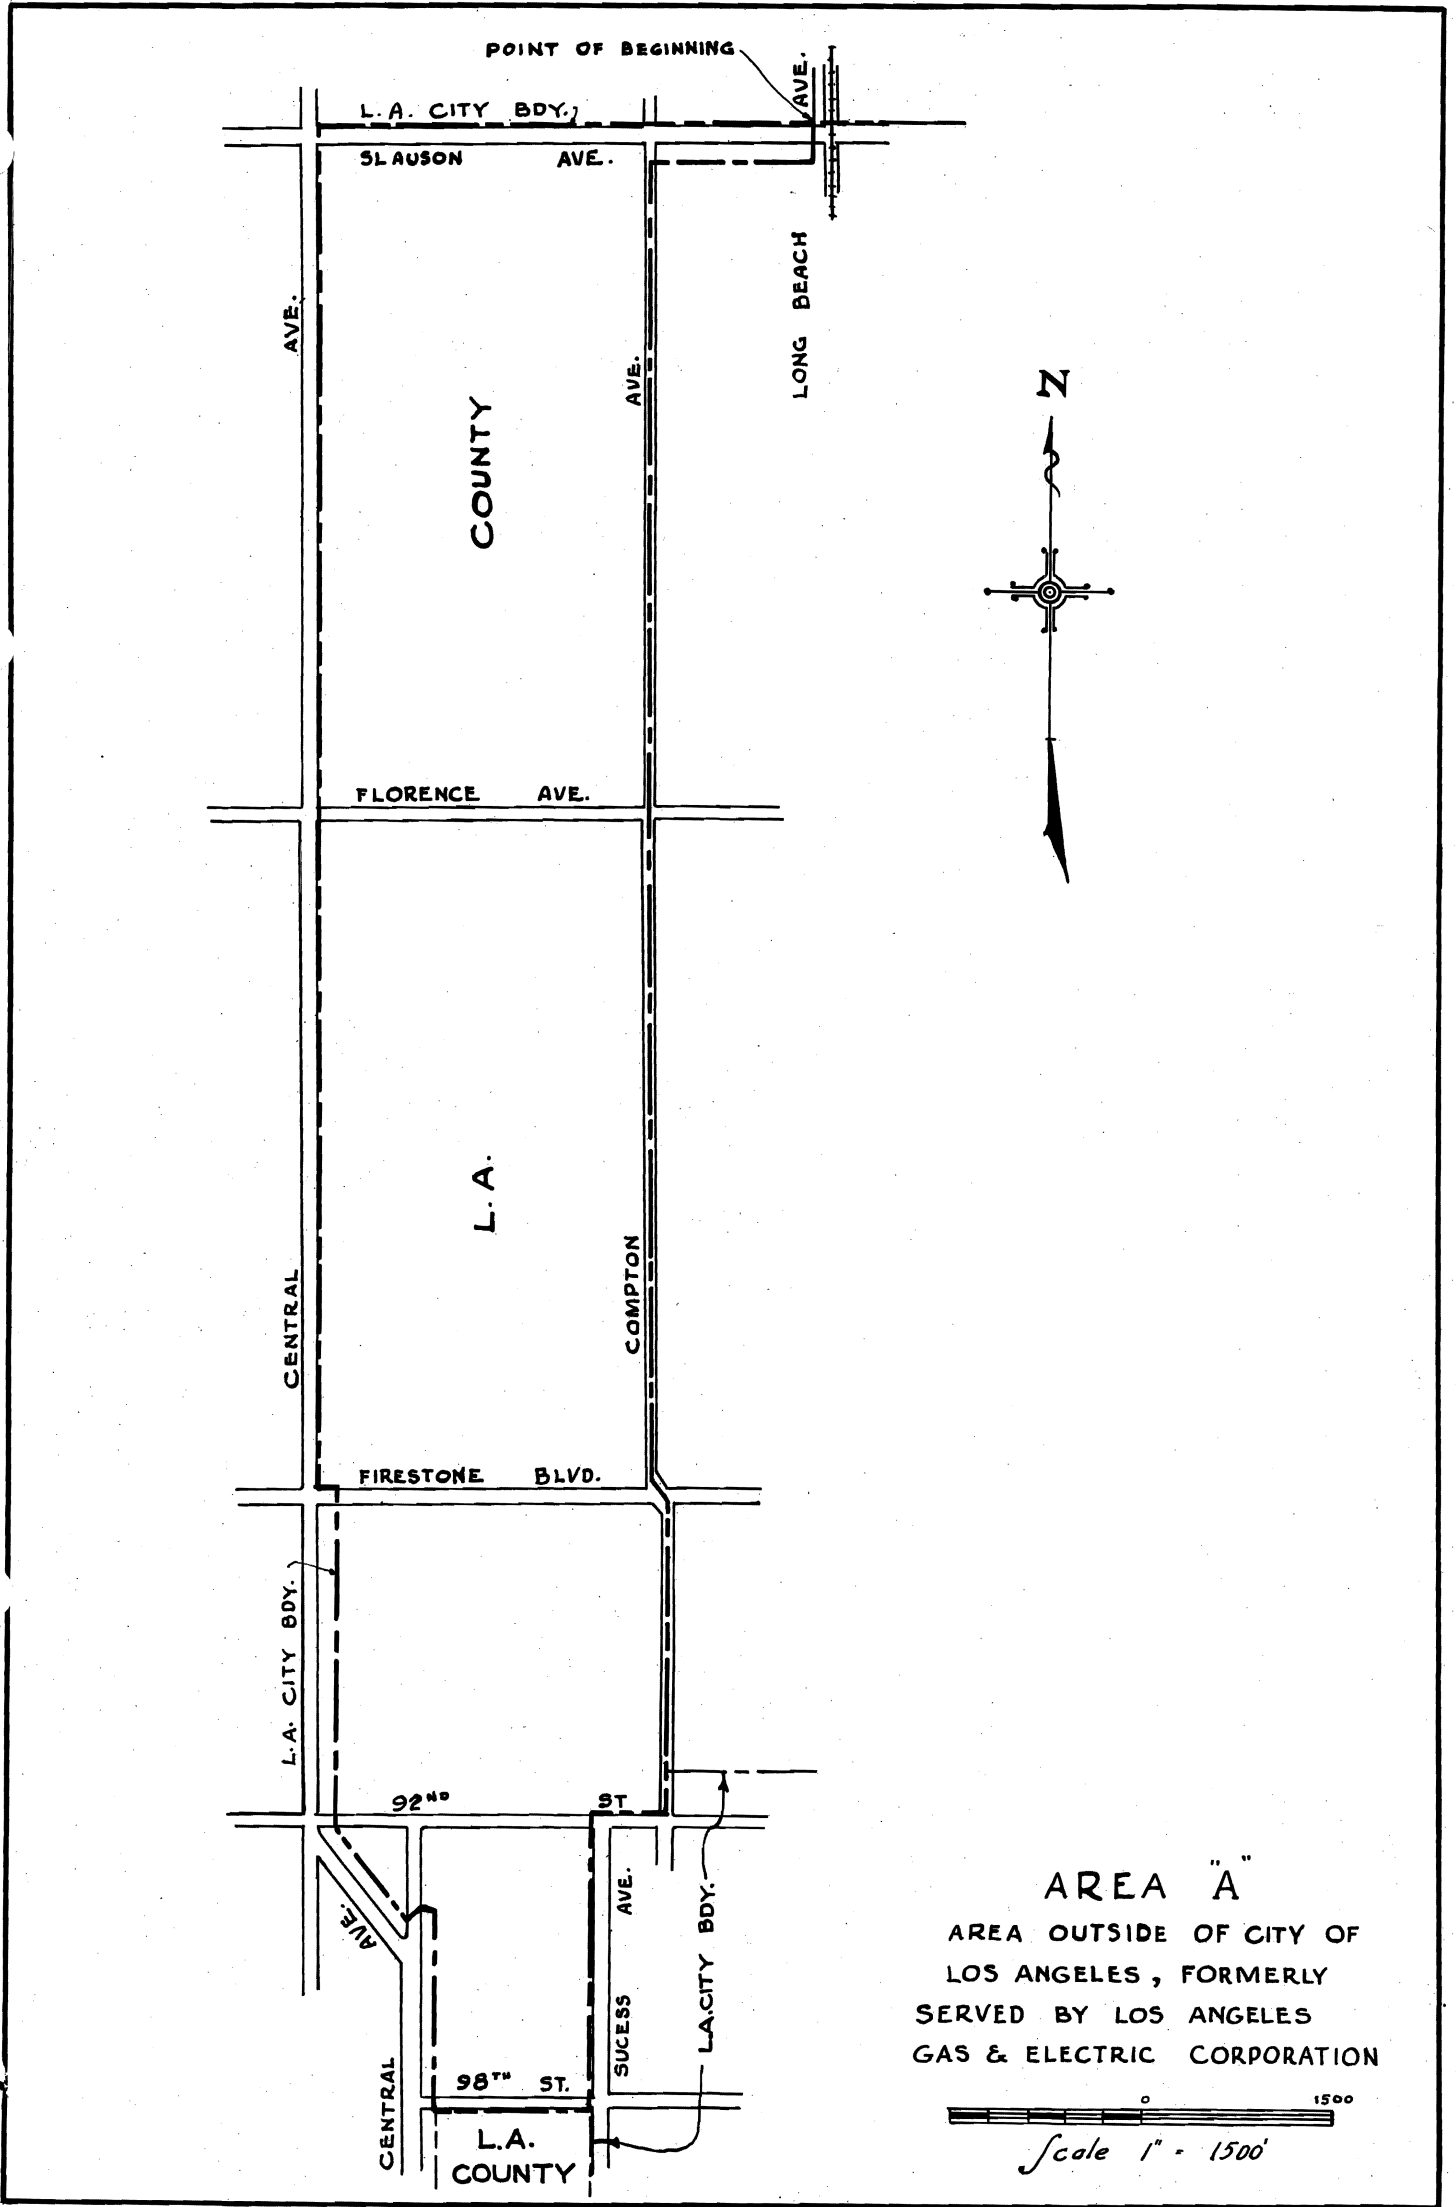 POINT OF BEGINNING
AVE.
L.A. CITY BDY.
SLAUSON AVE.
LONG BEACH
AVE.
AVE.
COUNTY
N
FLORENCE AVE.
L.A.
COMPTON
CENTRAL
FIRESTONE BLVD.
L.A. CITY BDY.
92ND ST
AVE.
AVE.
SUCESS
L.A. CITY BDY.
CENTRAL
98TH ST.
L.A.
COUNTY
AREA "A"
AREA OUTSIDE OF CITY OF
LOS ANGELES, FORMERLY
SERVED BY LOS ANGELES
GAS & ELECTRIC CORPORATION
0 1500
Scale 1" = 1500'